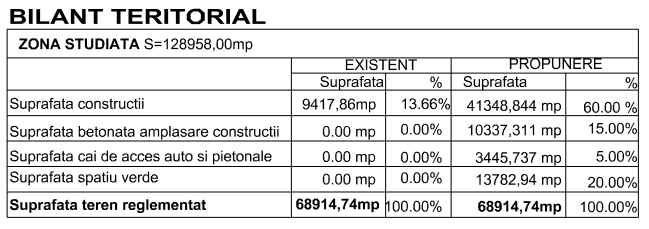 BILANT TERITORIAL
ZONA STUDIATA S=128958,00mp
EXISTENT PROPUNERE
Suprafata % Suprafata %
Suprafata constructii 9417,86mp 13.66% 41348,844 mp 60.00 %
Suprafata betonata amplasare constructii 0.00 mp 0.00% 10337,311 mp 15.00%
Suprafata cai de acces auto si pietonale 0.00 mp 0.00% 3445,737 mp 5.00%
Suprafata spatiu verde 0.00 mp 0.00% 13782,94 mp 20.00%
Suprafata teren reglementat 68914,74mp 100.00% 68914,74mp 100.00%